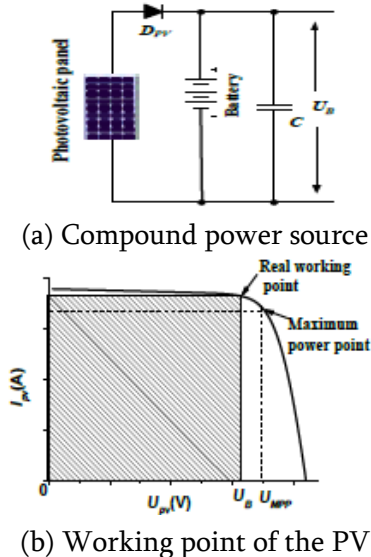 D_PV
Photovoltaic panel
Battery
C
U_B
(a) Compound power source
Real working
point
Maximum
power point
I_pv(A)
0
U_pv(V)
U_B
U_MPP
(b) Working point of the PV